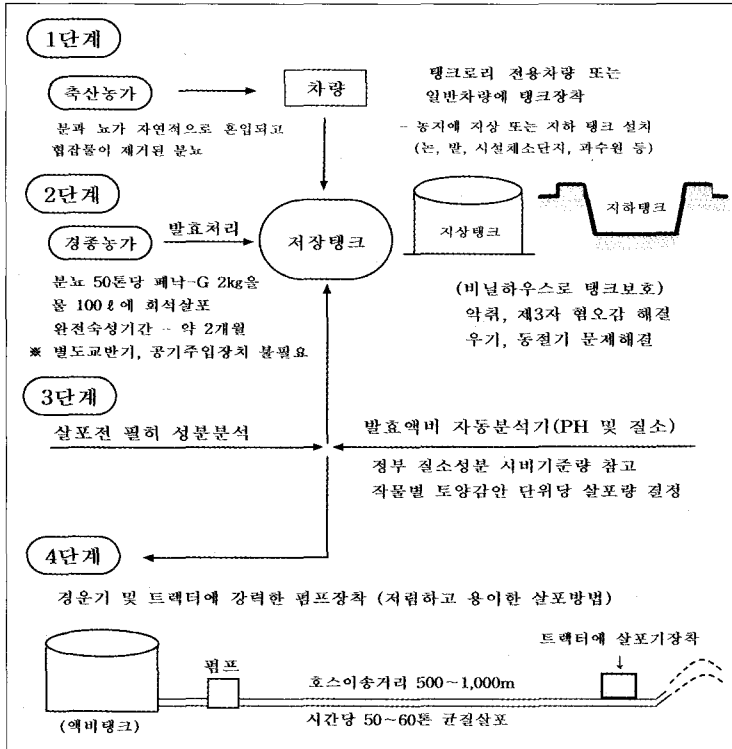 1단계
축산농가
차량
탱크로리 전용차량 또는
일반차량에 탱크장착
분과 뇨가 자연적으로 혼입되고
협잡물이 제거된 분뇨
- 농지에 지상 또는 지하 탱크 설치
(논, 밭, 시설체소단지, 과수원 등)
2단계
경종농가
발효처리
저장탱크
지상탱크
지하탱크
분뇨 50톤당 페낙-G 2kg을
물 100ℓ에 희석살포
완전숙성기간 - 약 2개월
※ 별도교반기, 공기주입장치 불필요
(비닐하우스로 탱크보호)
악취, 제3자 혐오감 해결
우기, 동절기 문제해결
3단계
살포전 필히 성분분석
발효액비 자동분석기(PH 및 질소)
정부 질소성분 시비기준량 참고
작물별 토양감안 단위당 살포량 결정
4단계
경운기 및 트랙터에 강력한 펌프장착 (저렴하고 용이한 살포방법)
트랙터에 살포기장착
펌프
호스이송거리 500~1,000m
(액비탱크)
시간당 50~60톤 균질살포